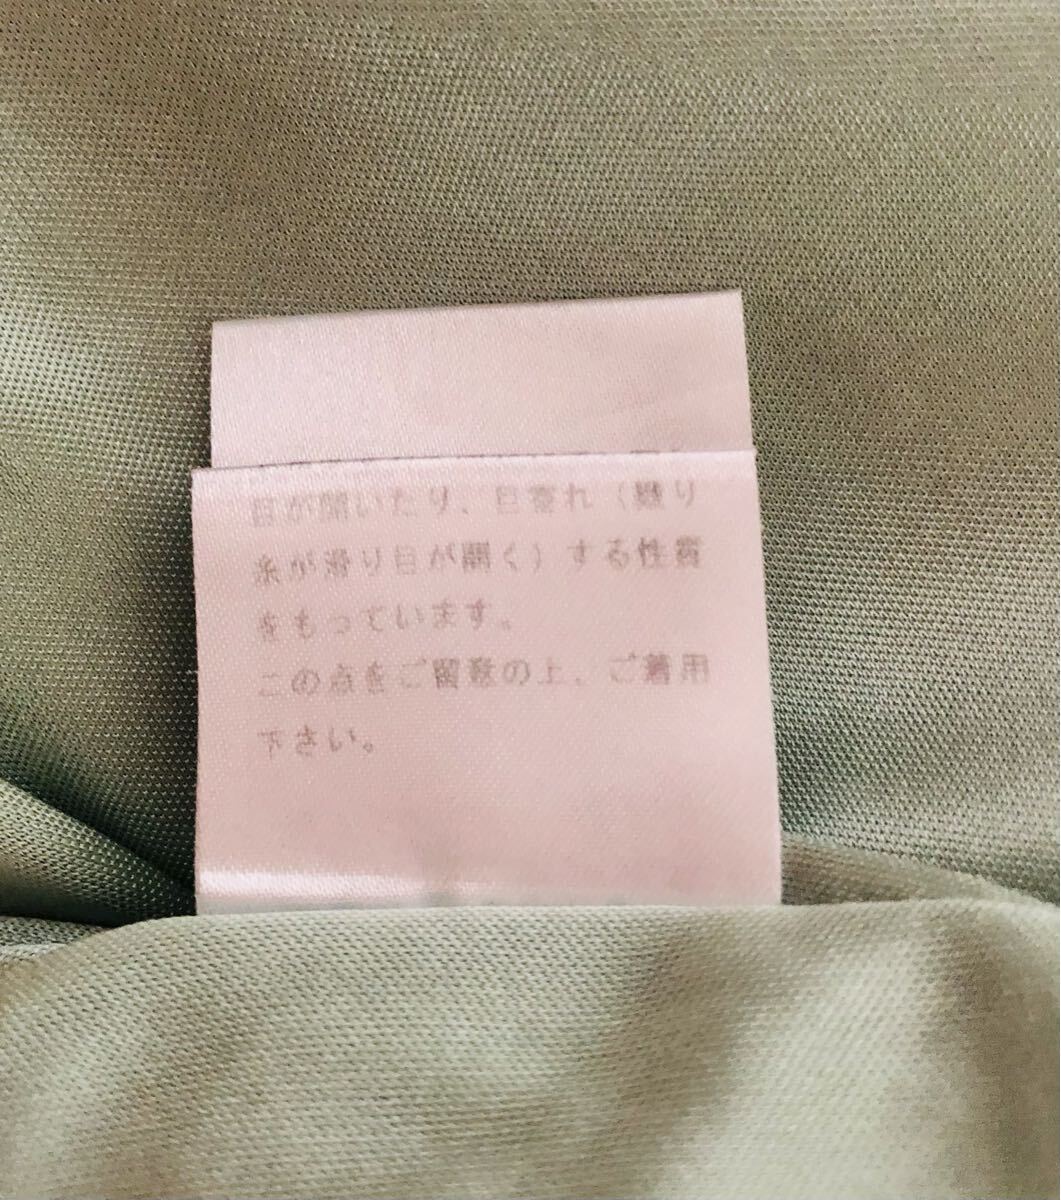 目が開いたり、目寄れ（織り
糸が滑り目が開く）する性質
をもっています。
この点をご留意の上、ご着用
下さい。